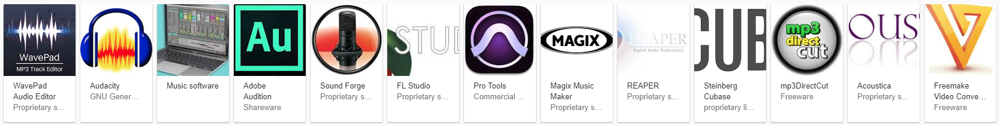 WavePad
MP3 Track Editor
WavePad
Audio Editor
Proprietary s...
Audacity
GNU Gener...
Music software
Au
Adobe
Audition
Shareware
Sound Forge
Proprietary s...
STUD
FL Studio
Proprietary s...
Pro Tools
Commercial ...
MAGIX
Magix Music
Maker
Proprietary s...
REAPER
Digital Audio Workstation
REAPER
Proprietary s...
CUB
Steinberg
Cubase
proprietary li...
mp3
direct
cut
mp3DirectCut
Freeware
OUS
Acoustica
Proprietary s...
Freemake
Video Conve...
Freeware